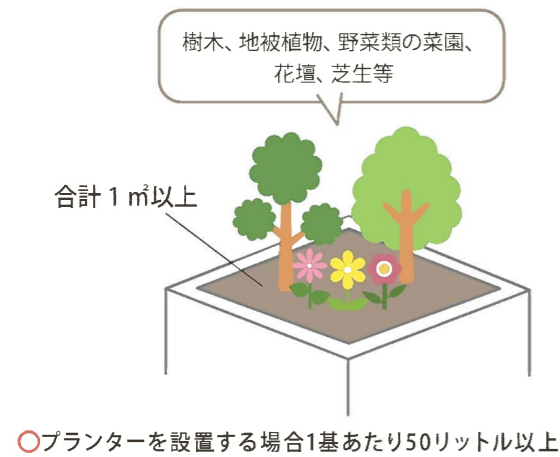 樹木、地被植物、野菜類の菜園、
花壇、芝生等
合計1㎡以上
○プランターを設置する場合1基あたり50リットル以上